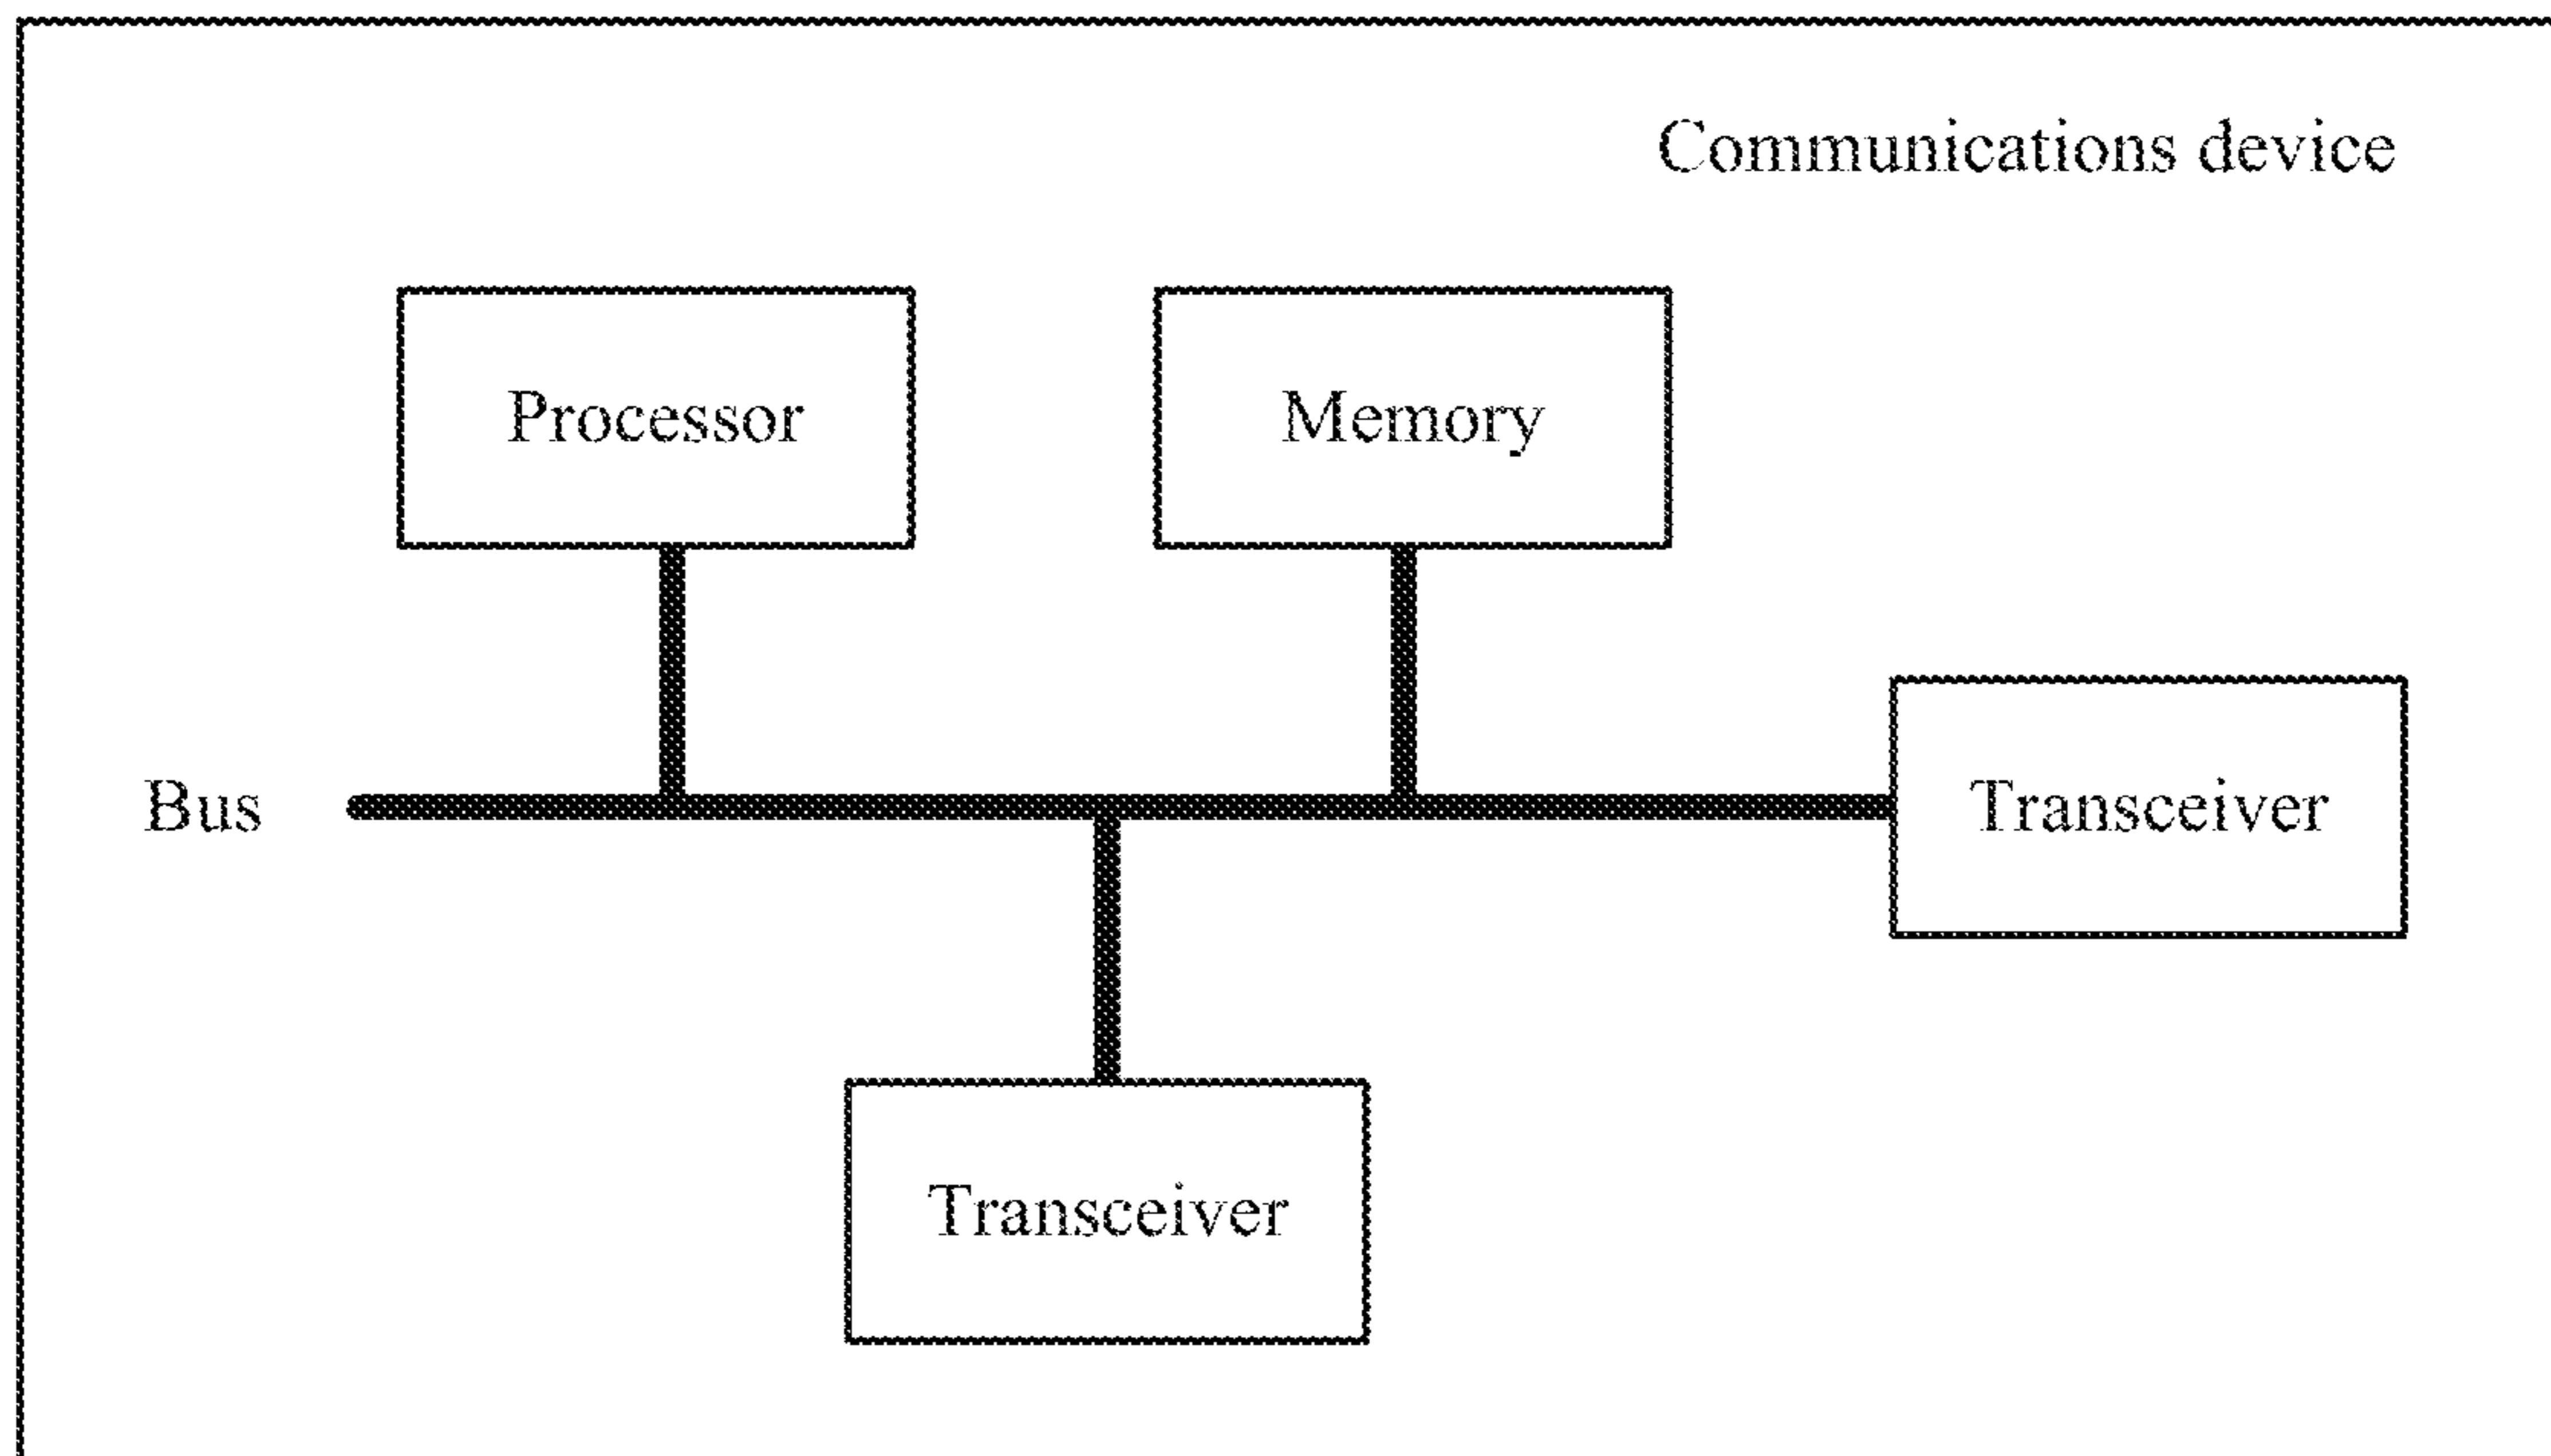 Communications device
Processor
Memory
Bus
Transceiver
Transceiver